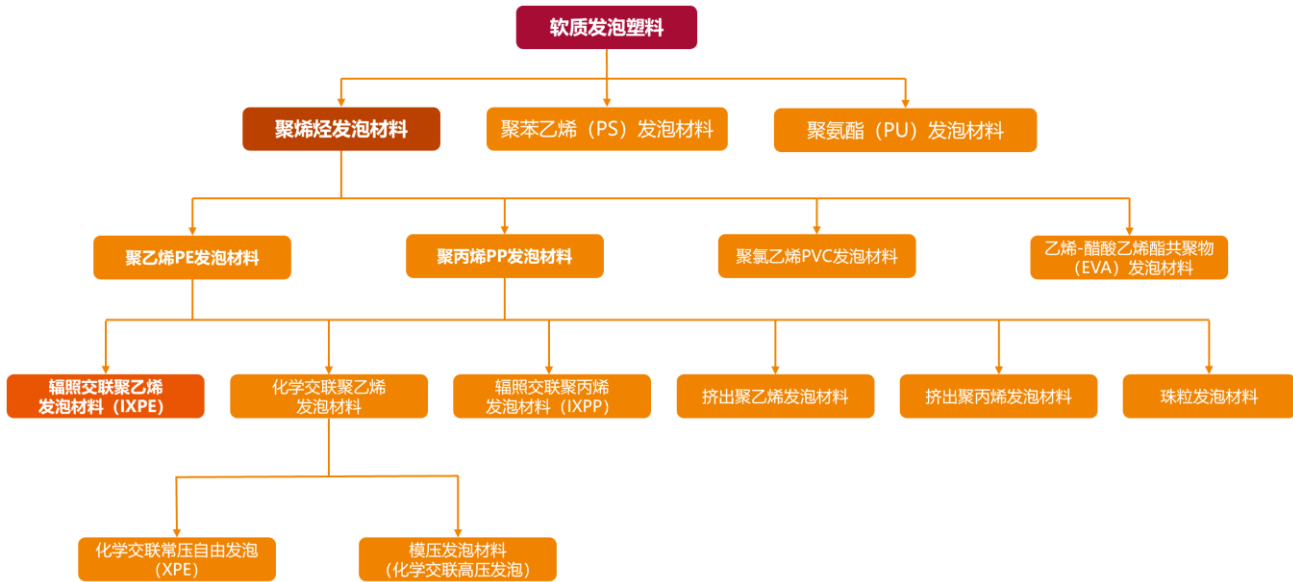 软质发泡塑料
聚烯烃发泡材料
聚苯乙烯（PS）发泡材料
聚氨酯（PU）发泡材料
聚乙烯PE发泡材料
聚丙烯PP发泡材料
聚氯乙烯PVC发泡材料
乙烯-醋酸乙烯酯共聚物
（EVA）发泡材料
辐照交联聚乙烯
发泡材料（IXPE）
化学交联聚乙烯
发泡材料
辐照交联聚丙烯
发泡材料（IXPP）
挤出聚乙烯发泡材料
挤出聚丙烯发泡材料
珠粒发泡材料
化学交联常压自由发泡
（XPE）
模压发泡材料
（化学交联高压发泡）